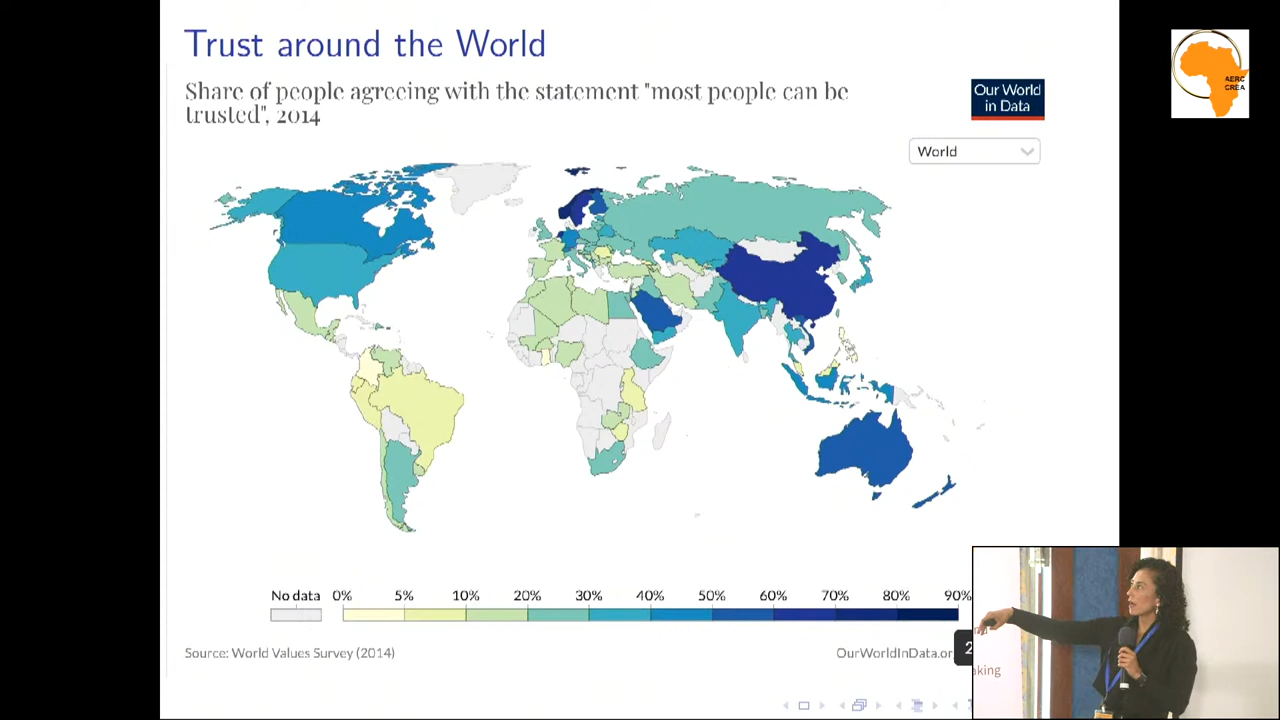 Trust around the World
Share of people agreeing with the statement "most people can be
trusted", 2014
Our World
in Data
World
AERC
CREA
No data 0% 5% 10% 20% 30% 40% 50% 60% 70% 80% 90%
Source: World Values Survey (2014)
OurWorldInData.or
2
aking